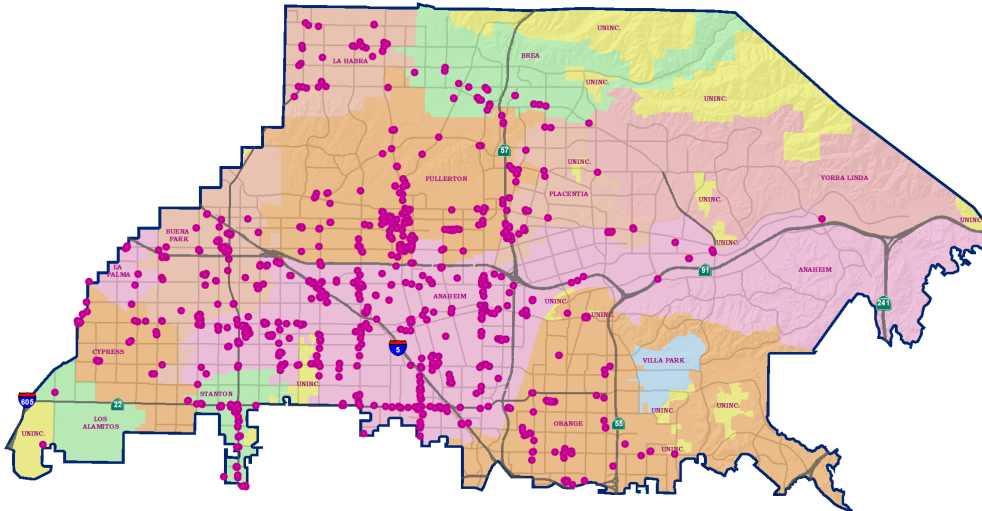 UNINC.
BREA
LA HABRA
UNINC.
UNINC.
57
UNINC.
FULLERTON
YORBA LINDA
PLACENTIA
UNINC.
UNINC.
BUENA
PARK
UNINC.
LA
PALMA
91
ANAHEIM
ANAHEIM
UNINC.
241
UNINC.
5
CYPRESS
VILLA PARK
UNINC.
STANTON
605
22
UNINC.
UNINC.
LOS
ALAMITOS
ORANGE
55
UNINC.
UNINC.